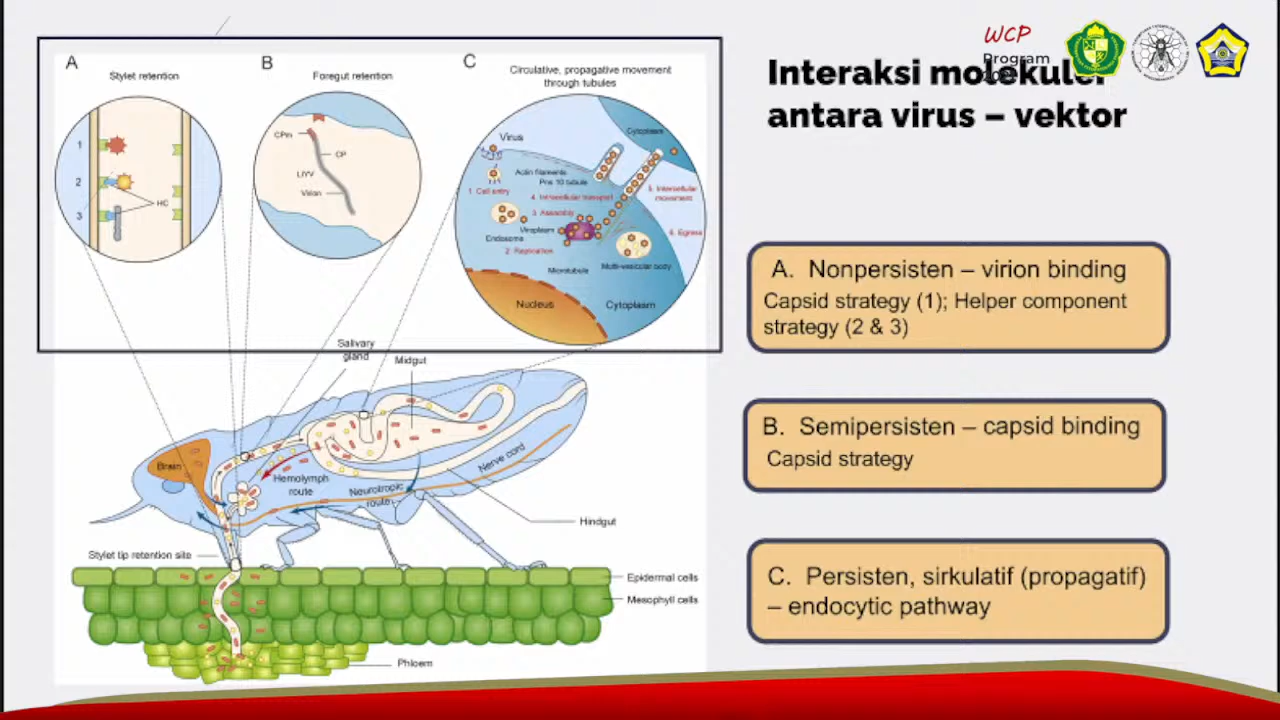 WCP
Program
Interaksi molekuler
antara virus – vektor
A
Stylet retention
1
2
3
HC
B
Foregut retention
CPm
CP
LIYV
Virion
C
Circulative, propagative movement
through tubules
Virus
Cytoplasm
Actin filaments
Pns 10 tubule
1. Cell entry
4. Intracellular transport
5. Intercellular
movement
3. Assembly
Viroplasm
Endosome
2. Replication
6. Egress
Multi-vesicular body
Microtubule
Nucleus
Cytoplasm
A. Nonpersisten – virion binding
Capsid strategy (1); Helper component
strategy (2 & 3)
B. Semipersisten – capsid binding
Capsid strategy
C. Persisten, sirkulatif (propagatif)
– endocytic pathway
Salivary
gland
Midgut
Brain
Hemolymph
route
Neurotropic
route
Nerve cord
Hindgut
Stylet tip retention site
Epidermal cells
Mesophyll cells
Phloem